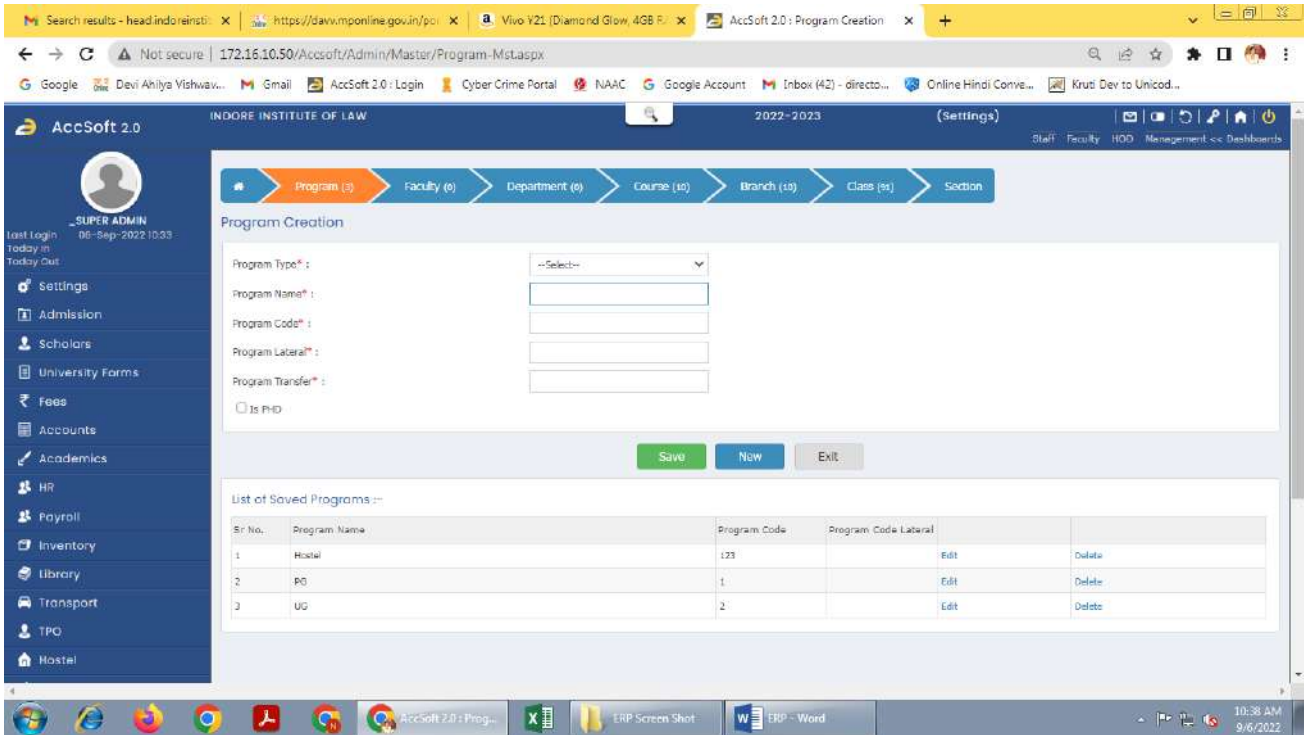 Search results - head.indoreinsti
https://davv.mponline.gov.in/por
Vivo Y21 (Diamond Glow, 4GB R
AccSoft 2.0 : Program Creation
Not secure | 172.16.10.50/Accsoft/Admin/Master/Program-Mst.aspx
Google Devi Ahilya Vishwav... Gmail AccSoft 2.0 : Login Cyber Crime Portal NAAC Google Account Inbox (42) - directo... Online Hindi Conve... Kruti Dev to Unicod...
AccSoft 2.0
INDORE INSTITUTE OF LAW 2022-2023 (Settings)
Staff Faculty HOD Management << Dashboards
_SUPER ADMIN
Last Login 06-Sep-2022 10:33
Today In
Today Out
Settings
Admission
Scholars
University Forms
Fees
Accounts
Academics
HR
Payroll
Inventory
Library
Transport
TPO
Hostel
Program (3) Faculty (0) Department (0) Course (10) Branch (10) Class (91) Section
Program Creation
Program Type* : --Select--
Program Name* :
Program Code* :
Program Lateral* :
Program Transfer* :
Is PHD
Save New Exit
List of Saved Programs :-
Sr No. Program Name Program Code Program Code Lateral
1 Hostel 123 Edit Delete
2 PG 1 Edit Delete
3 UG 2 Edit Delete
AccSoft 2.0 : Prog... ERP Screen Shot ERP - Word
10:38 AM
9/6/2022